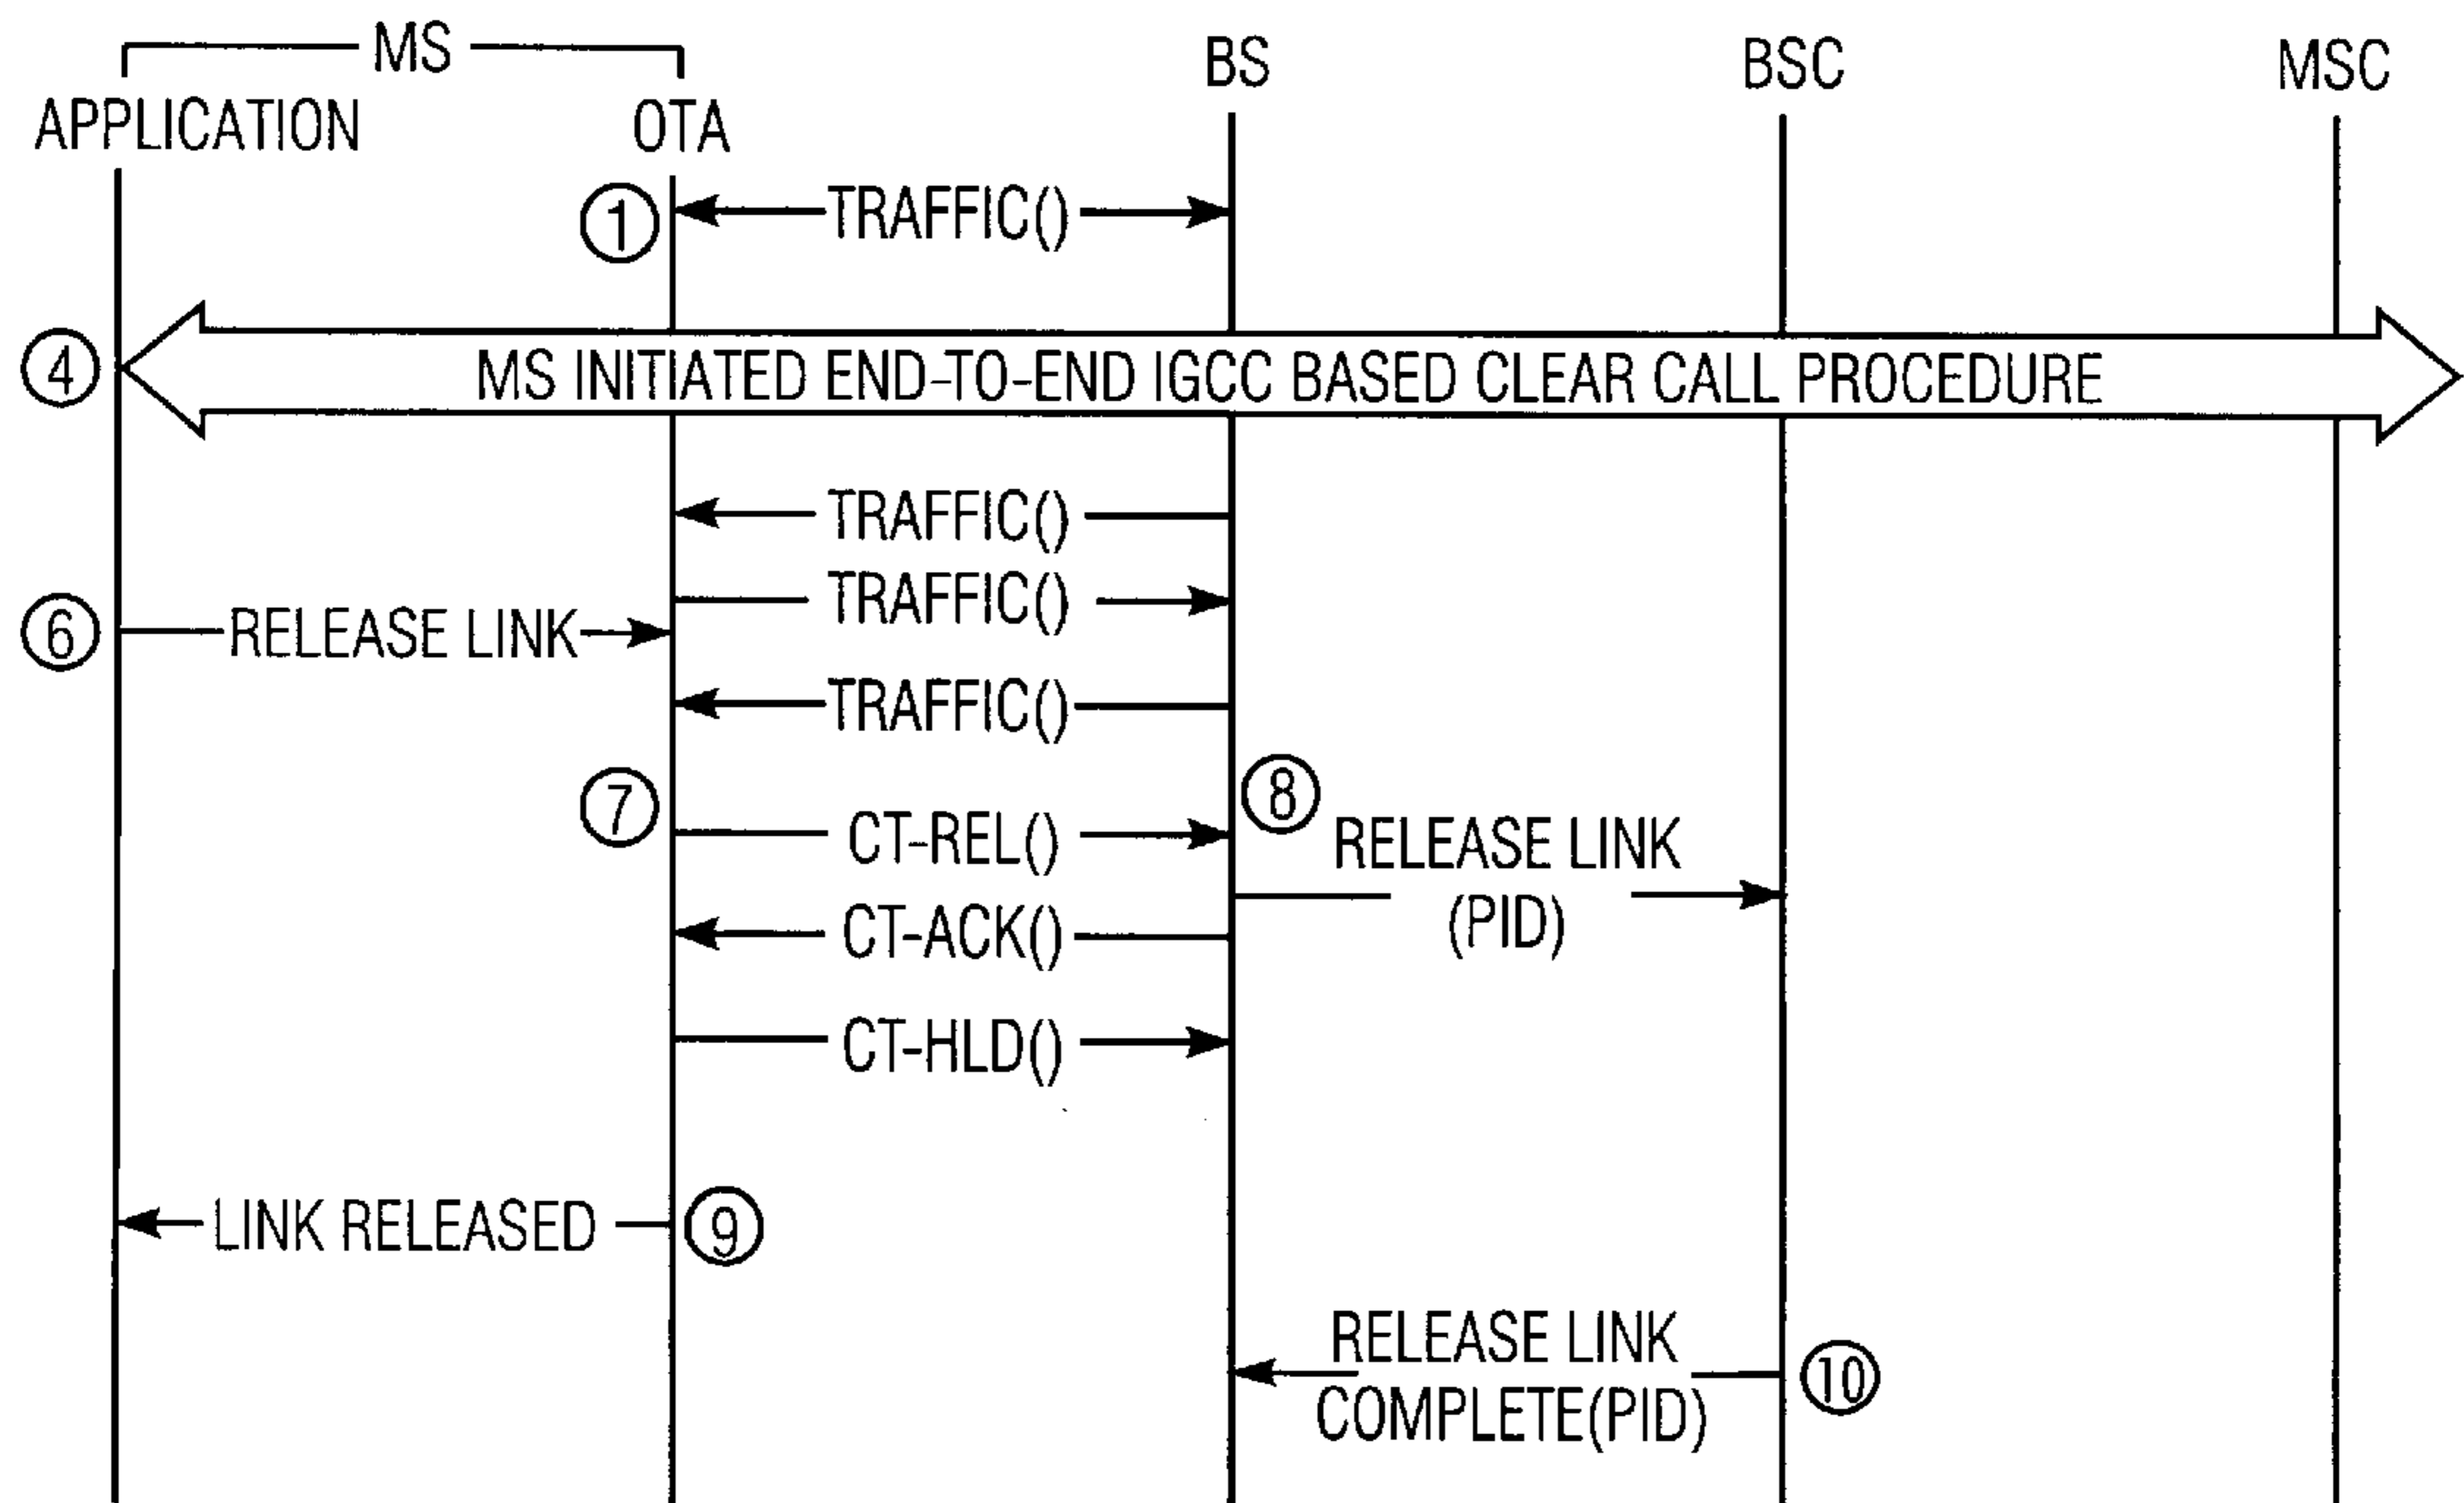 MS
BS
BSC
MSC
APPLICATION
OTA
1
TRAFFIC()
4
MS INITIATED END-TO-END IGCC BASED CLEAR CALL PROCEDURE
TRAFFIC()
TRAFFIC()
6
RELEASE LINK
TRAFFIC()
7
8
CT-REL()
RELEASE LINK
(PID)
CT-ACK()
CT-HLD()
LINK RELEASED
9
RELEASE LINK
COMPLETE(PID)
10